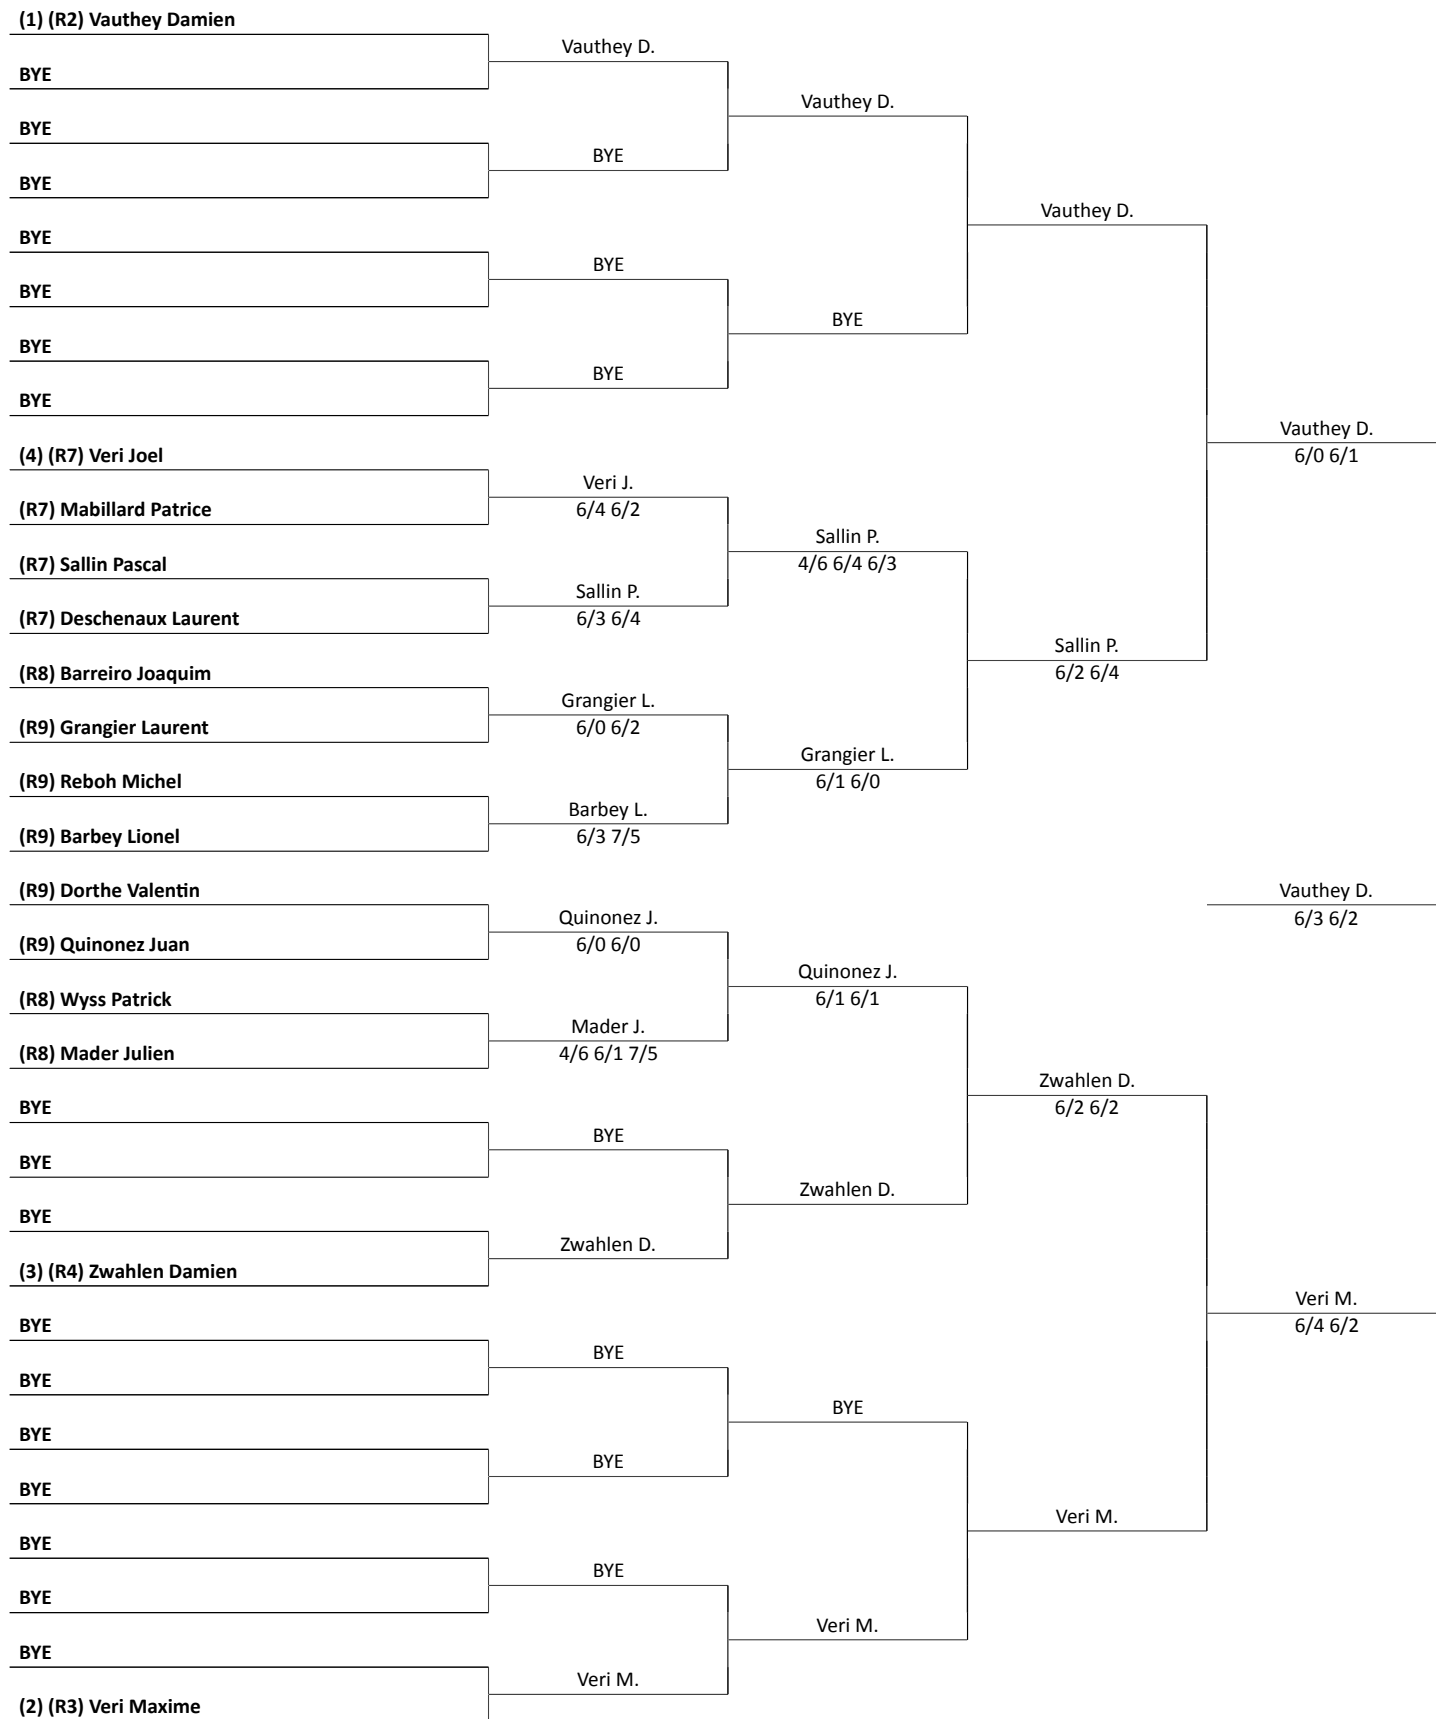 (1) (R2) Vauthey Damien
Vauthey D.
BYE
Vauthey D.
BYE
BYE
BYE
Vauthey D.
BYE
BYE
BYE
BYE
BYE
BYE
BYE
Vauthey D.
6/0 6/1
(4) (R7) Veri Joel
Veri J.
6/4 6/2
(R7) Mabillard Patrice
Sallin P.
4/6 6/4 6/3
(R7) Sallin Pascal
Sallin P.
6/3 6/4
(R7) Deschenaux Laurent
Sallin P.
6/2 6/4
(R8) Barreiro Joaquim
Grangier L.
6/0 6/2
(R9) Grangier Laurent
Grangier L.
6/1 6/0
(R9) Reboh Michel
Barbey L.
6/3 7/5
(R9) Barbey Lionel
(R9) Dorthe Valentin
Vauthey D.
6/3 6/2
Quinonez J.
6/0 6/0
(R9) Quinonez Juan
Quinonez J.
6/1 6/1
(R8) Wyss Patrick
Mader J.
4/6 6/1 7/5
(R8) Mader Julien
Zwahlen D.
6/2 6/2
BYE
BYE
BYE
Zwahlen D.
BYE
Zwahlen D.
(3) (R4) Zwahlen Damien
Veri M.
6/4 6/2
BYE
BYE
BYE
BYE
BYE
BYE
BYE
Veri M.
BYE
BYE
BYE
Veri M.
BYE
Veri M.
(2) (R3) Veri Maxime